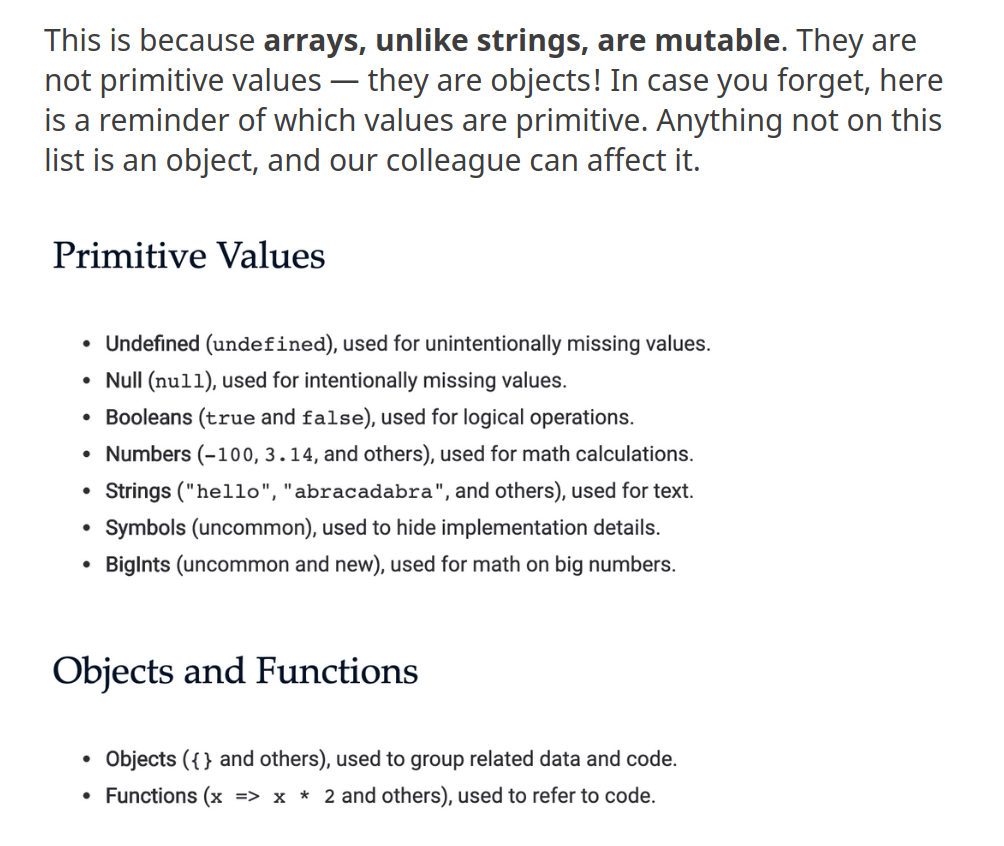 This is because arrays, unlike strings, are mutable. They are
not primitive values — they are objects! In case you forget, here
is a reminder of which values are primitive. Anything not on this
list is an object, and our colleague can affect it.
Primitive Values
• Undefined (undefined), used for unintentionally missing values.
• Null (null), used for intentionally missing values.
• Booleans (true and false), used for logical operations.
• Numbers (-100, 3.14, and others), used for math calculations.
• Strings ("hello", "abracadabra", and others), used for text.
• Symbols (uncommon), used to hide implementation details.
• BigInts (uncommon and new), used for math on big numbers.
Objects and Functions
• Objects ({} and others), used to group related data and code.
• Functions (x => x * 2 and others), used to refer to code.